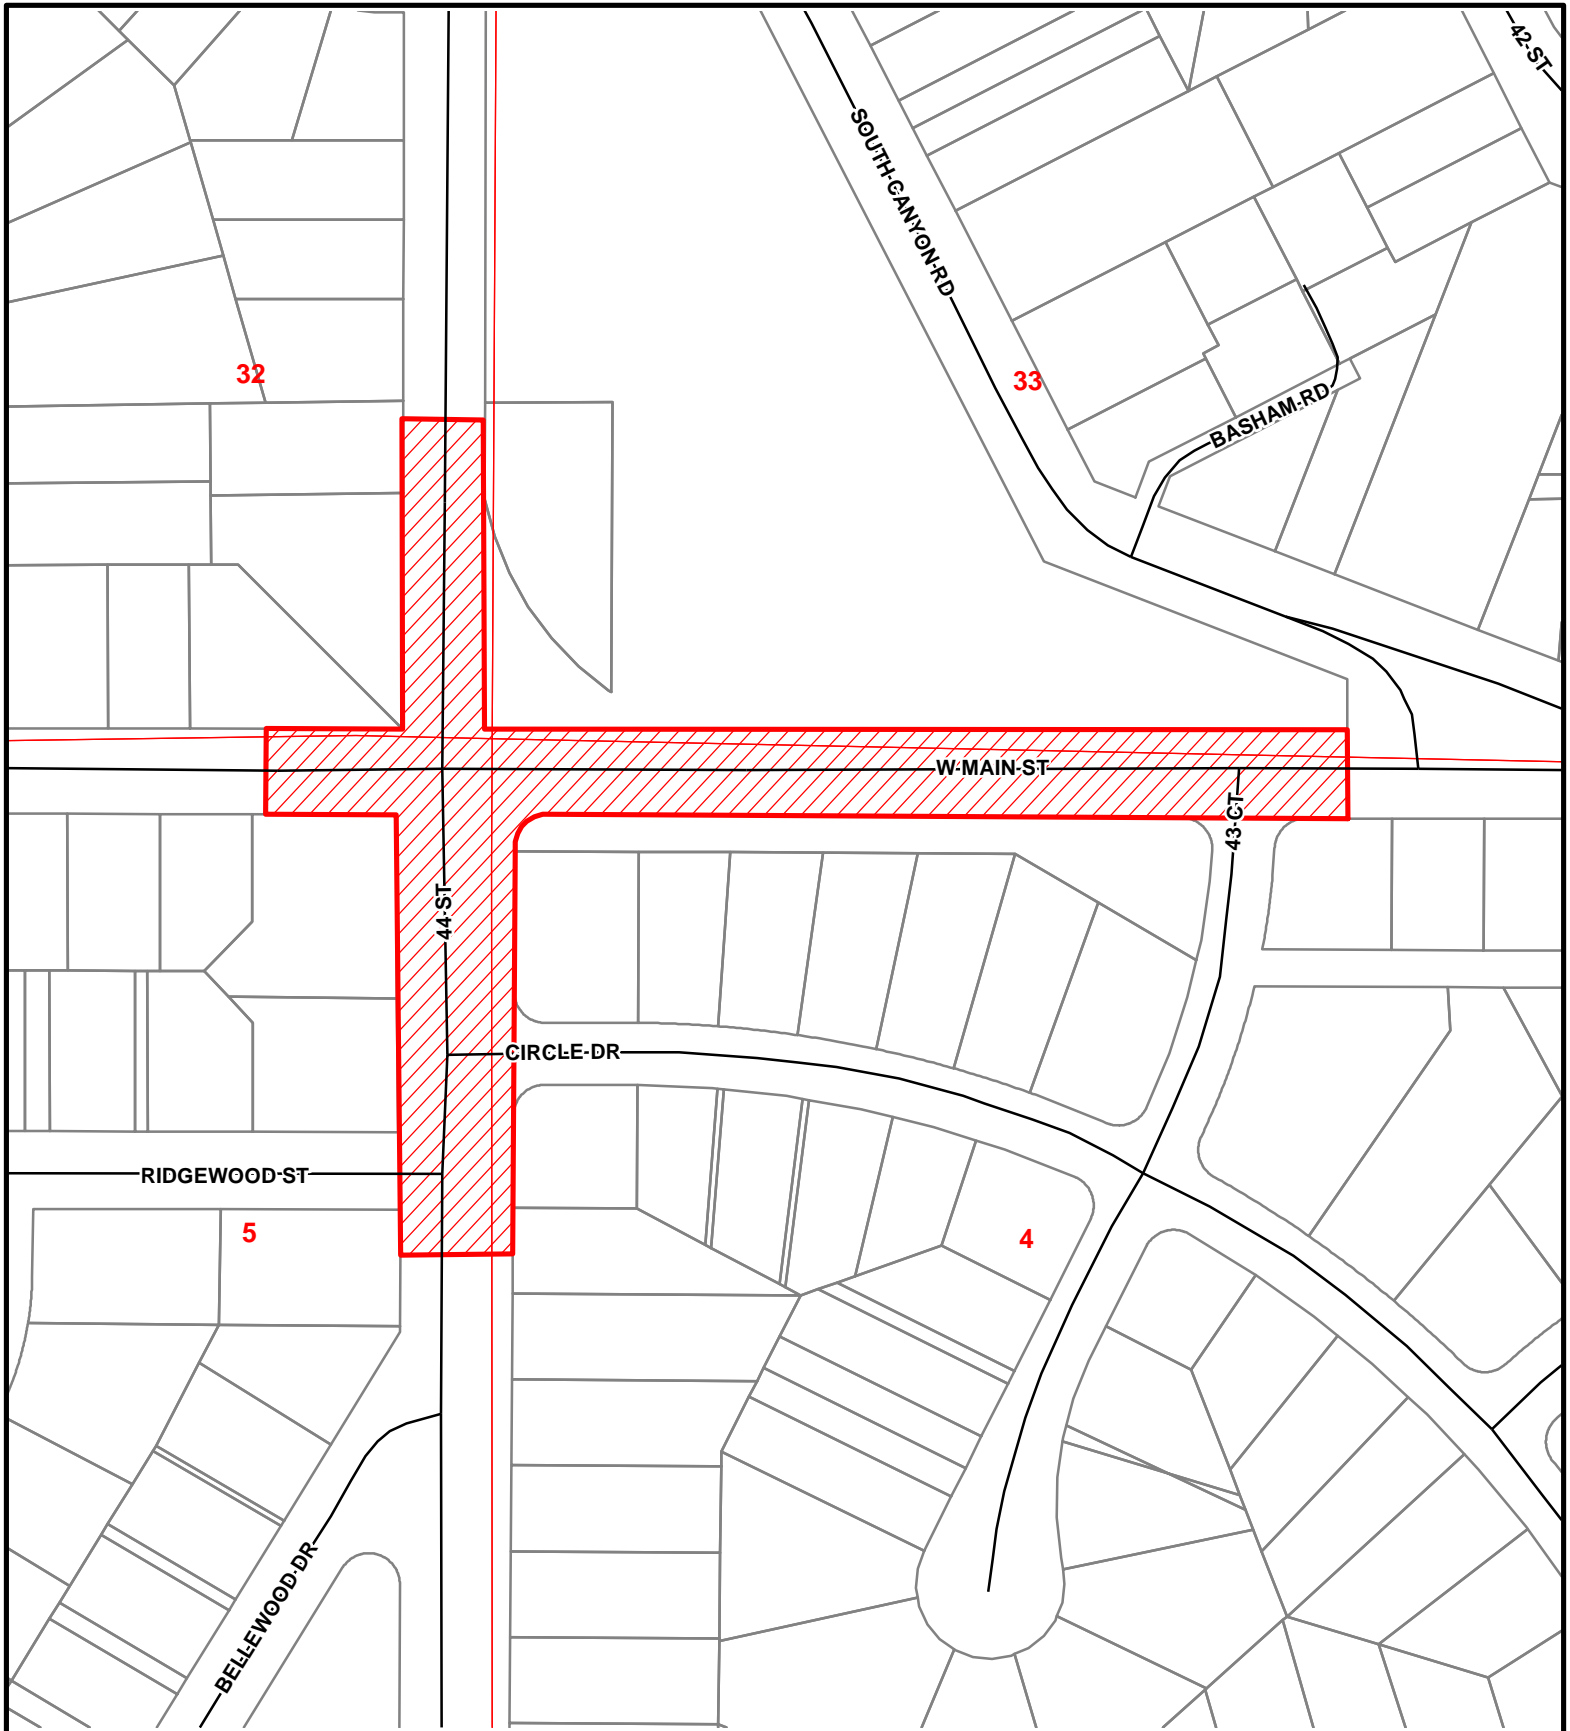 42 ST
SOUTH CANYON RD
32
33
BASHAM RD
W MAIN ST
43 CT
44 ST
CIRCLE DR
RIDGEWOOD ST
5
4
BELLEWOOD DR